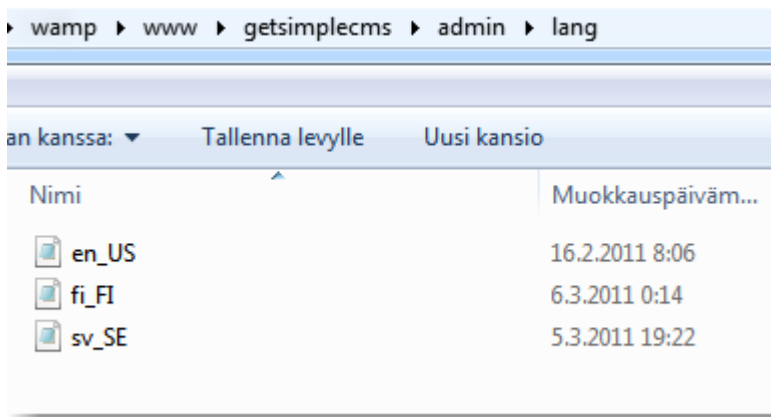 wamp ▸ www ▸ getsimplecms ▸ admin ▸ lang
an kanssa: Tallenna levylle Uusi kansio
Nimi Muokkauspäiväm...
en_US 16.2.2011 8:06
fi_FI 6.3.2011 0:14
sv_SE 5.3.2011 19:22